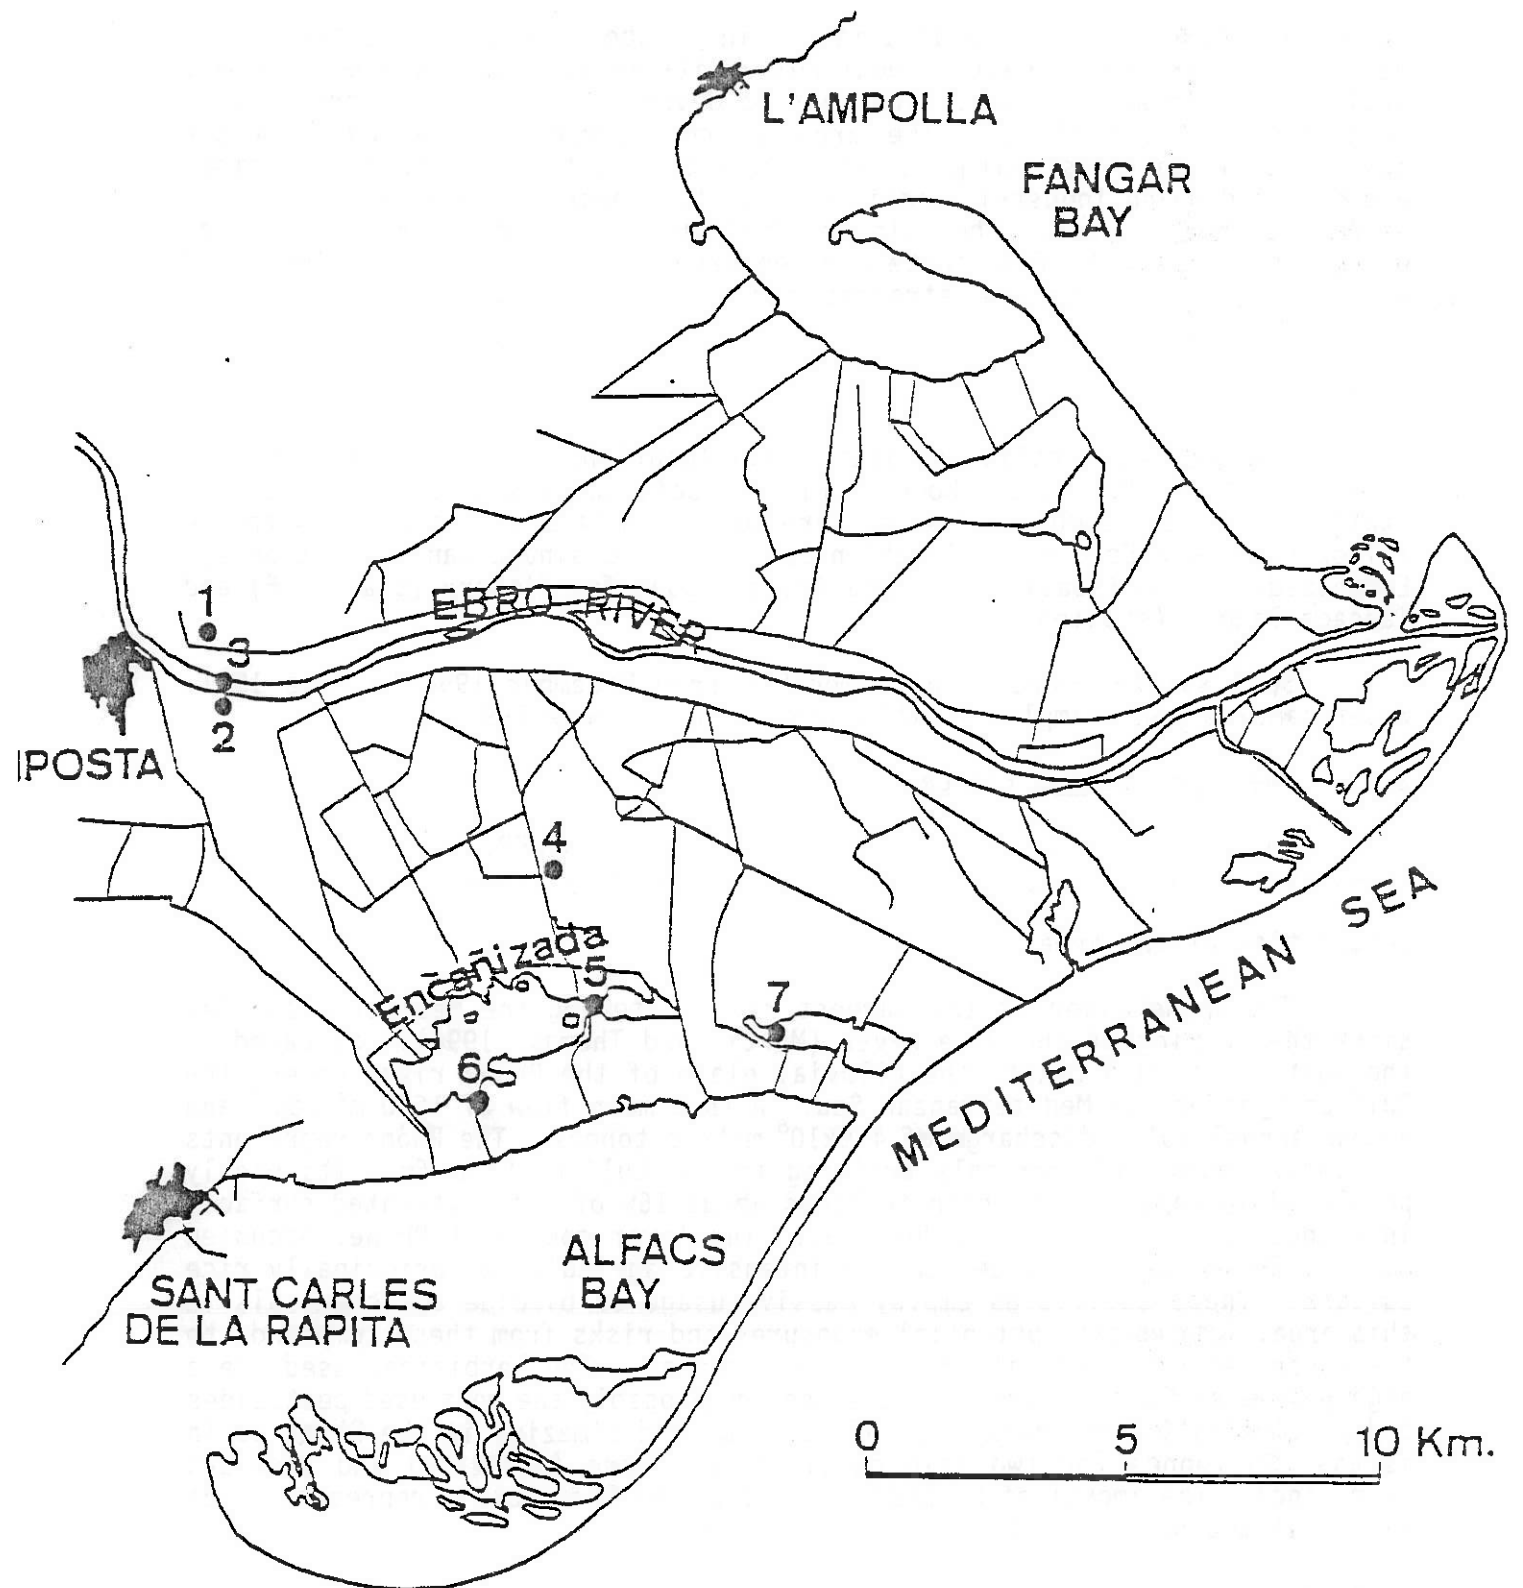 L'AMPOLLA
FANGAR
BAY
1
EBRO RIVER
3
2
IPOSTA
4
SEA
Encañizada
5
7
MEDITERRANEAN
6
ALFACS
BAY
SANT CARLES
DE LA RAPITA
0 5 10 Km.